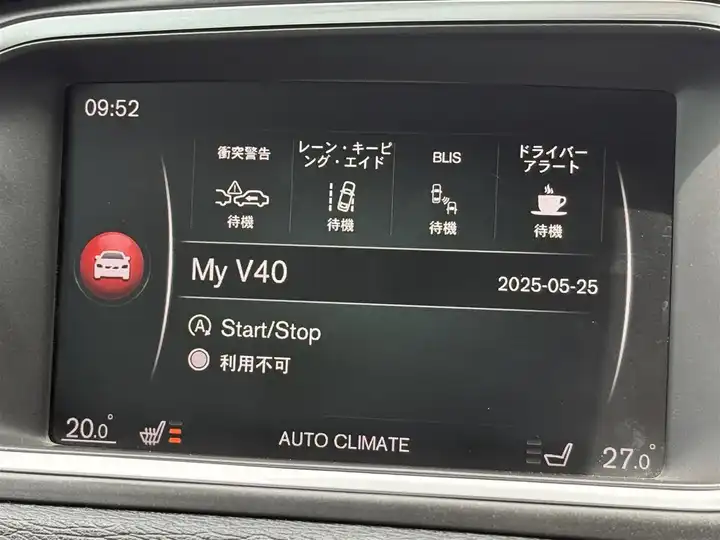 09:52
衝突警告
レーン・キーピ
ング・エイド
BLIS
ドライバー
アラート
待機
待機
待機
待機
My V40
2025-05-25
A Start/Stop
利用不可
20.0°
AUTO CLIMATE
27.0°